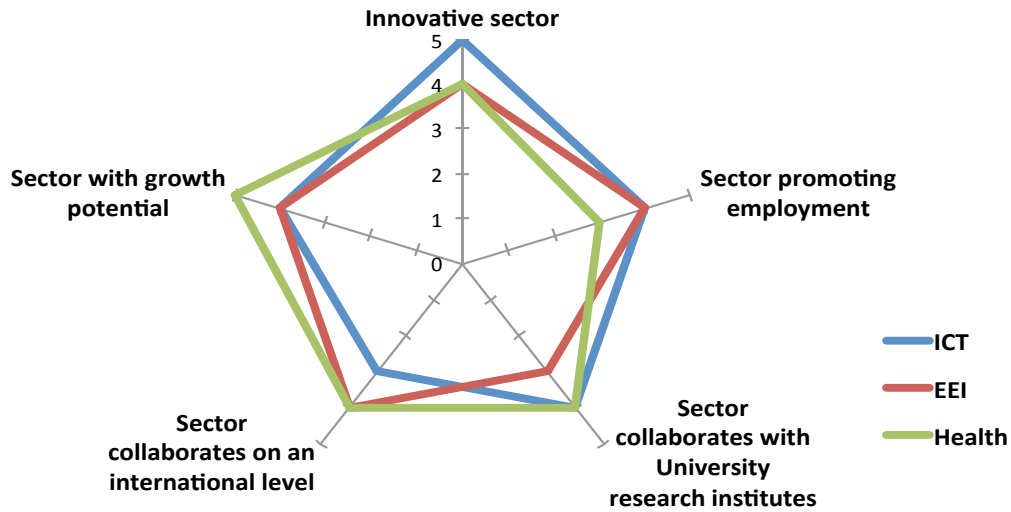 Innovative sector
5
4
3
2
1
0
Sector promoting
employment
Sector
collaborates with
University
research institutes
Sector
collaborates on an
international level
Sector with growth
potential
ICT
EEI
Health